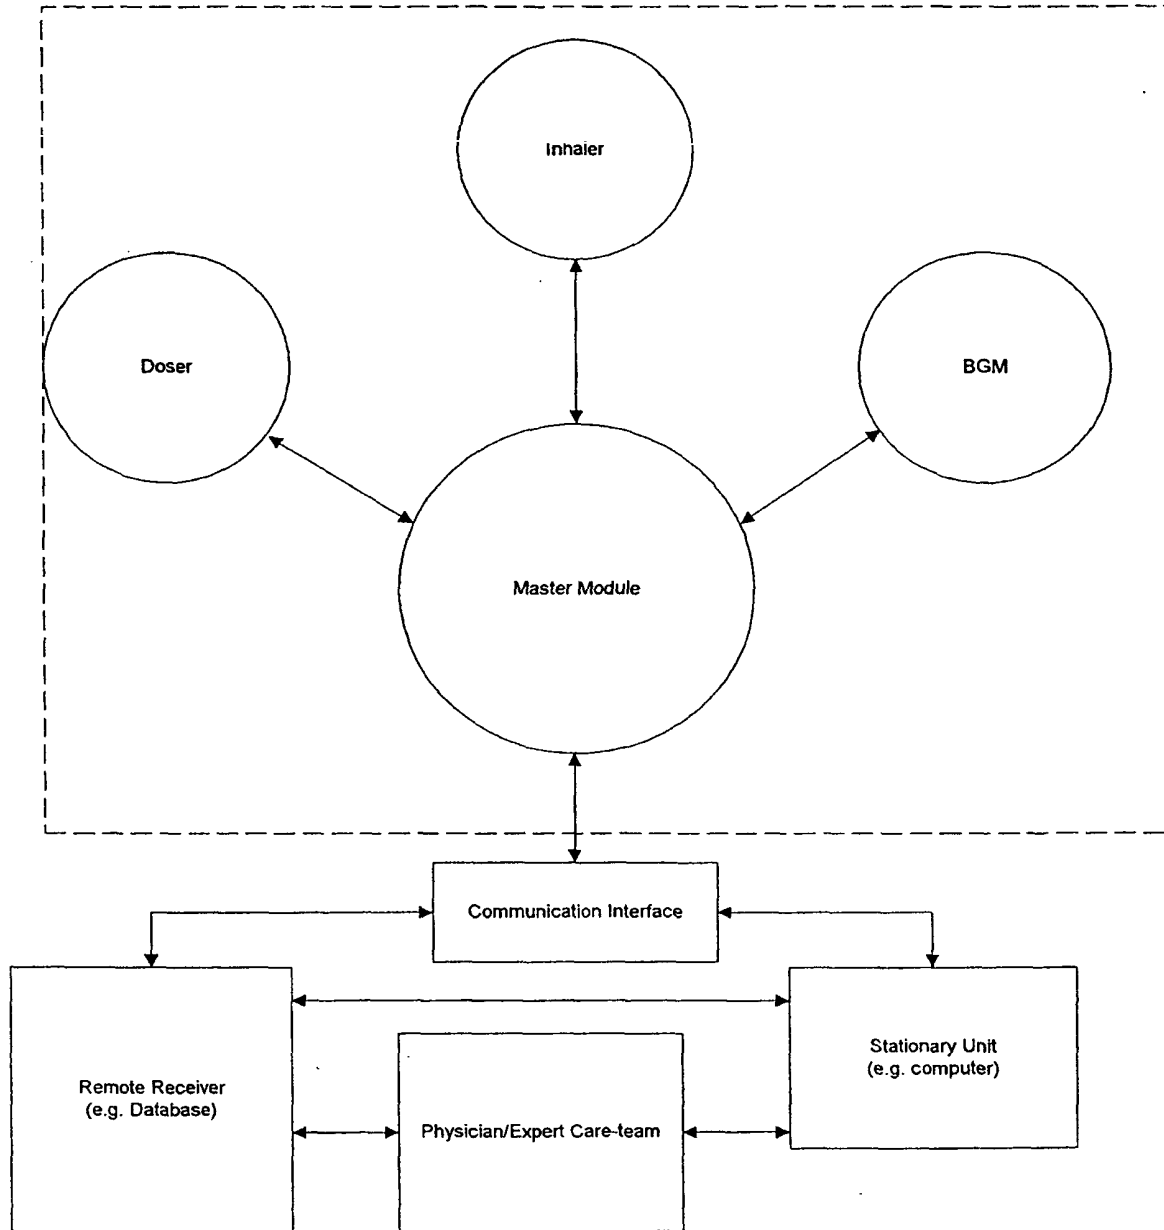 Inhaler
Doser
BGM
Master Module
Communication Interface
Stationary Unit
(e.g. computer)
Remote Receiver
(e.g. Database)
Physician/Expert Care-team